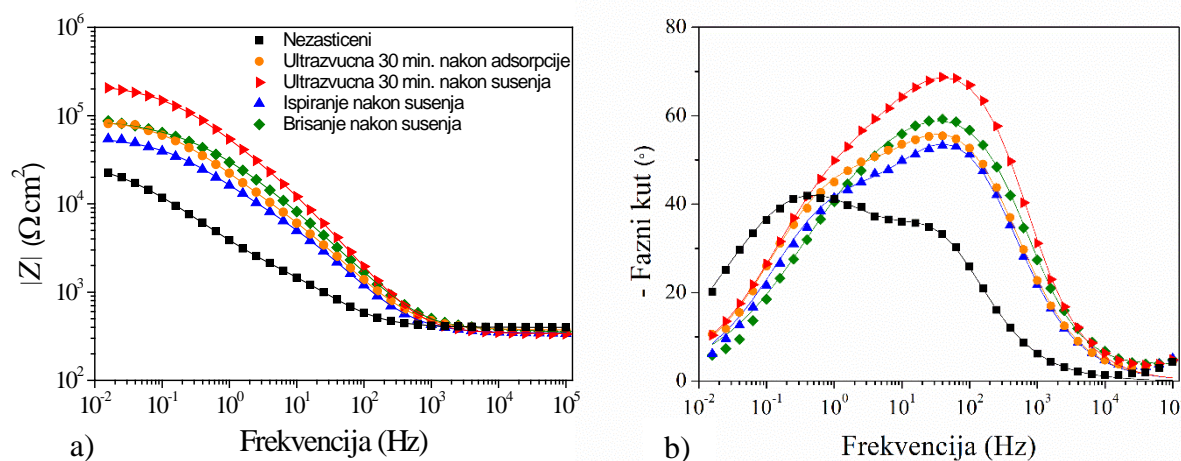 10^6
10^5
10^4
10^3
10^2
|Z| (Ωcm²)
Nezasticeni
Ultrazvucna 30 min. nakon adsorpcije
Ultrazvucna 30 min. nakon susenja
Ispiranje nakon susenja
Brisanje nakon susenja
10^-2 10^-1 10^0 10^1 10^2 10^3 10^4 10^5
Frekvencija (Hz)
a)
80
60
40
20
0
- Fazni kut (°)
10^-2 10^-1 10^0 10^1 10^2 10^3 10^4 10
Frekvencija (Hz)
b)